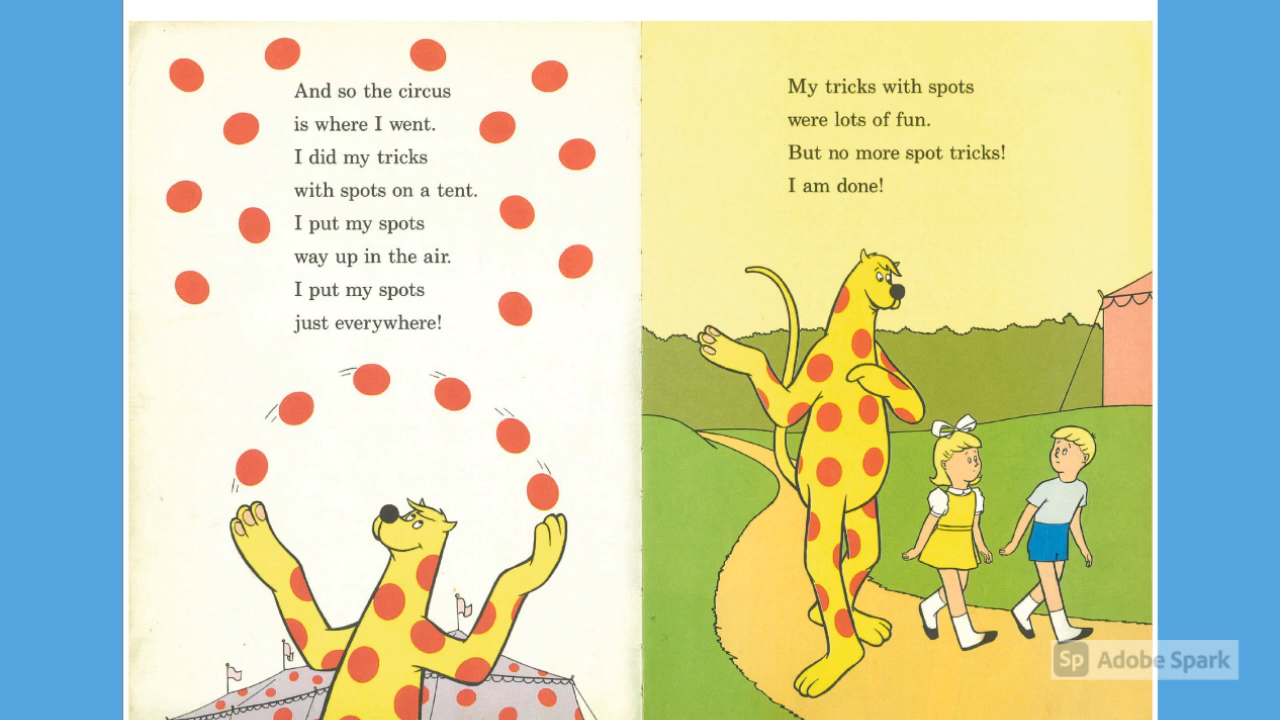 And so the circus
is where I went.
I did my tricks
with spots on a tent.
I put my spots
way up in the air.
I put my spots
just everywhere!
My tricks with spots
were lots of fun.
But no more spot tricks!
I am done!
Sp Adobe Spark